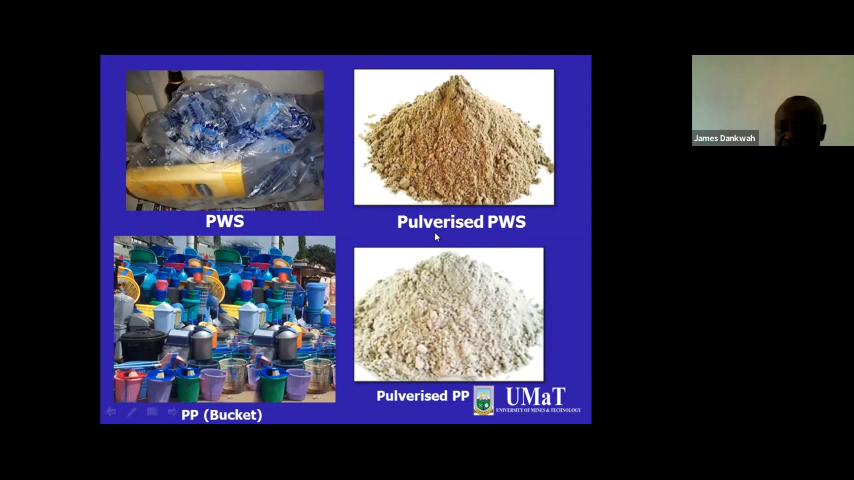 James Dankwah
PWS
Pulverised PWS
Pulverised PP
UMaT
UNIVERSITY OF MINES & TECHNOLOGY
PP (Bucket)